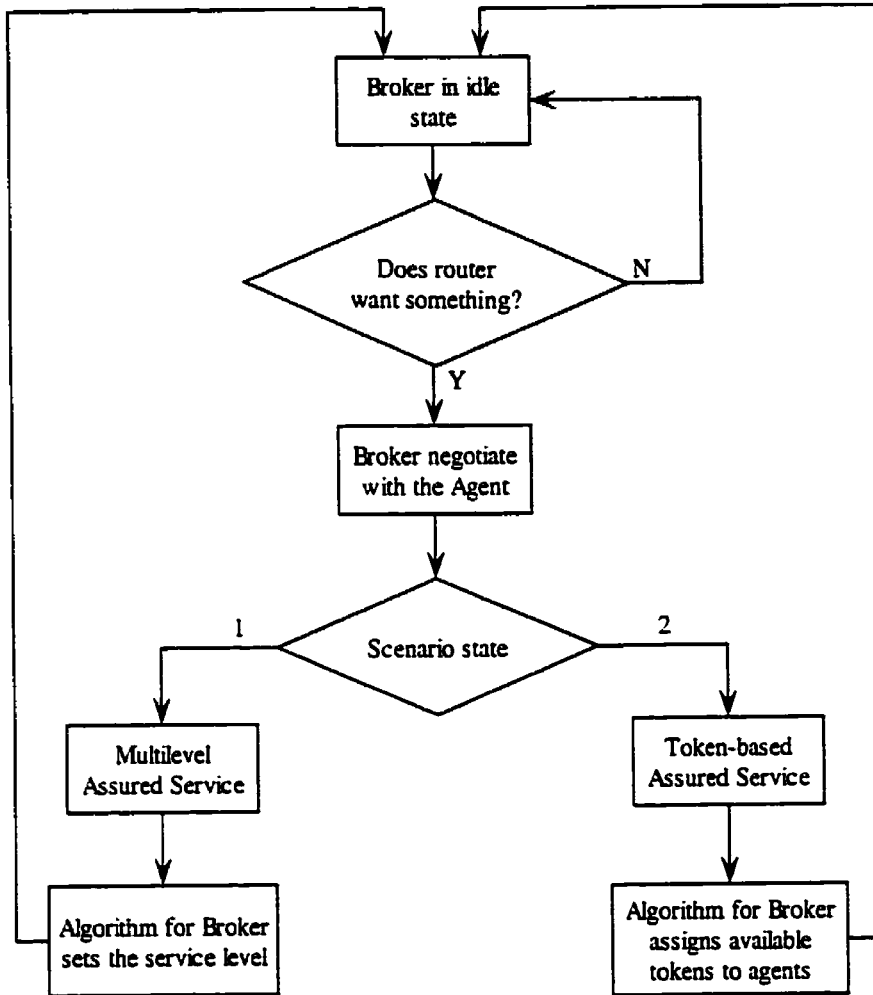 Broker in idle
state
Does router
want something?
N
Y
Broker negotiate
with the Agent
1
Scenario state
2
Multilevel
Assured Service
Token-based
Assured Service
Algorithm for Broker
sets the service level
Algorithm for Broker
assigns available
tokens to agents